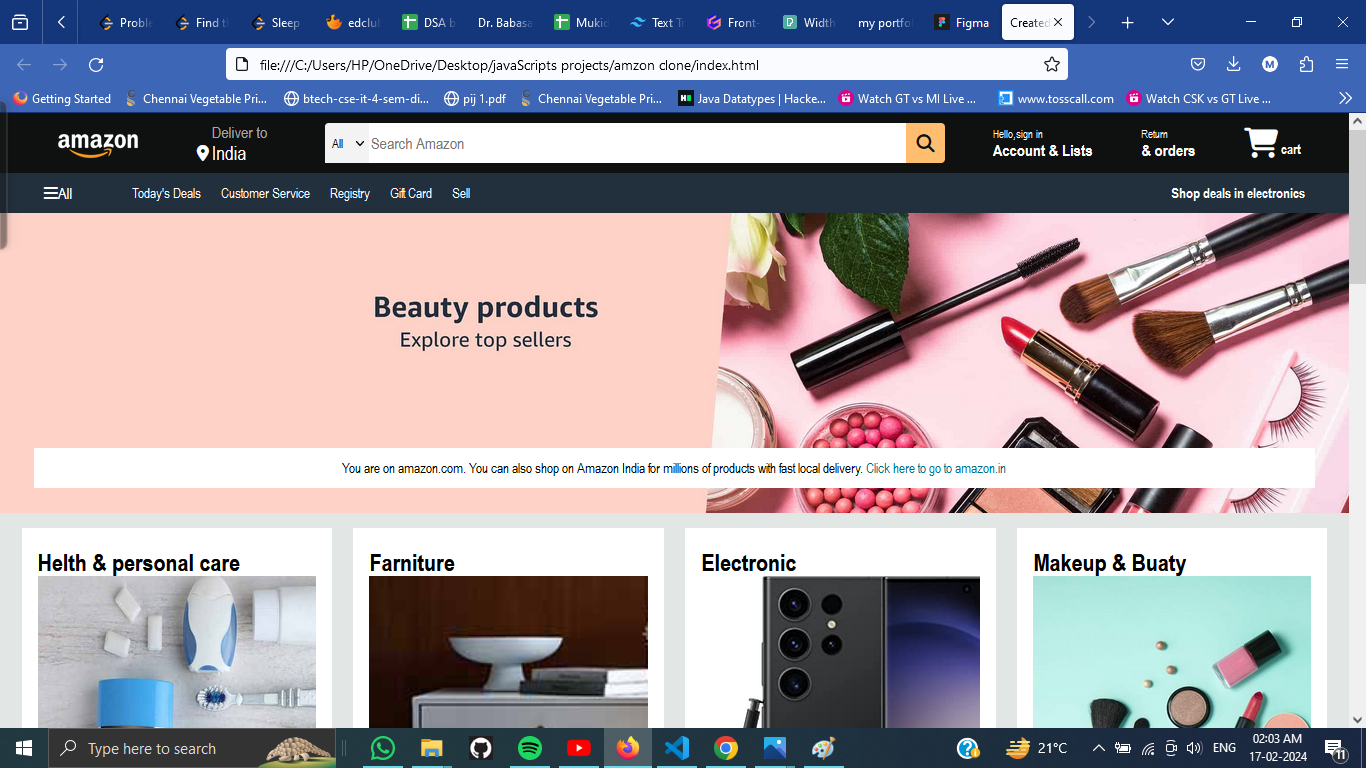 Proble
Find th
Sleep
edclub
DSA b
Dr. Babasa
Mukid
Text Tr
Front-
Width
my portfol
Figma
Created
file:///C:/Users/HP/OneDrive/Desktop/javaScripts projects/amzon clone/index.html
M
Getting Started
Chennai Vegetable Pri...
btech-cse-it-4-sem-di...
pij 1.pdf
Chennai Vegetable Pri...
Java Datatypes | Hacke...
Watch GT vs MI Live ...
www.tosscall.com
Watch CSK vs GT Live ...
amazon
Deliver to
India
All
Search Amazon
Hello,sign in
Account & Lists
Return
& orders
cart
All
Today's Deals
Customer Service
Registry
Gift Card
Sell
Shop deals in electronics
Beauty products
Explore top sellers
You are on amazon.com. You can also shop on Amazon India for millions of products with fast local delivery. Click here to go to amazon.in
Helth & personal care
Farniture
Electronic
Makeup & Buaty
Type here to search
21°C
ENG
02:03 AM
17-02-2024
11